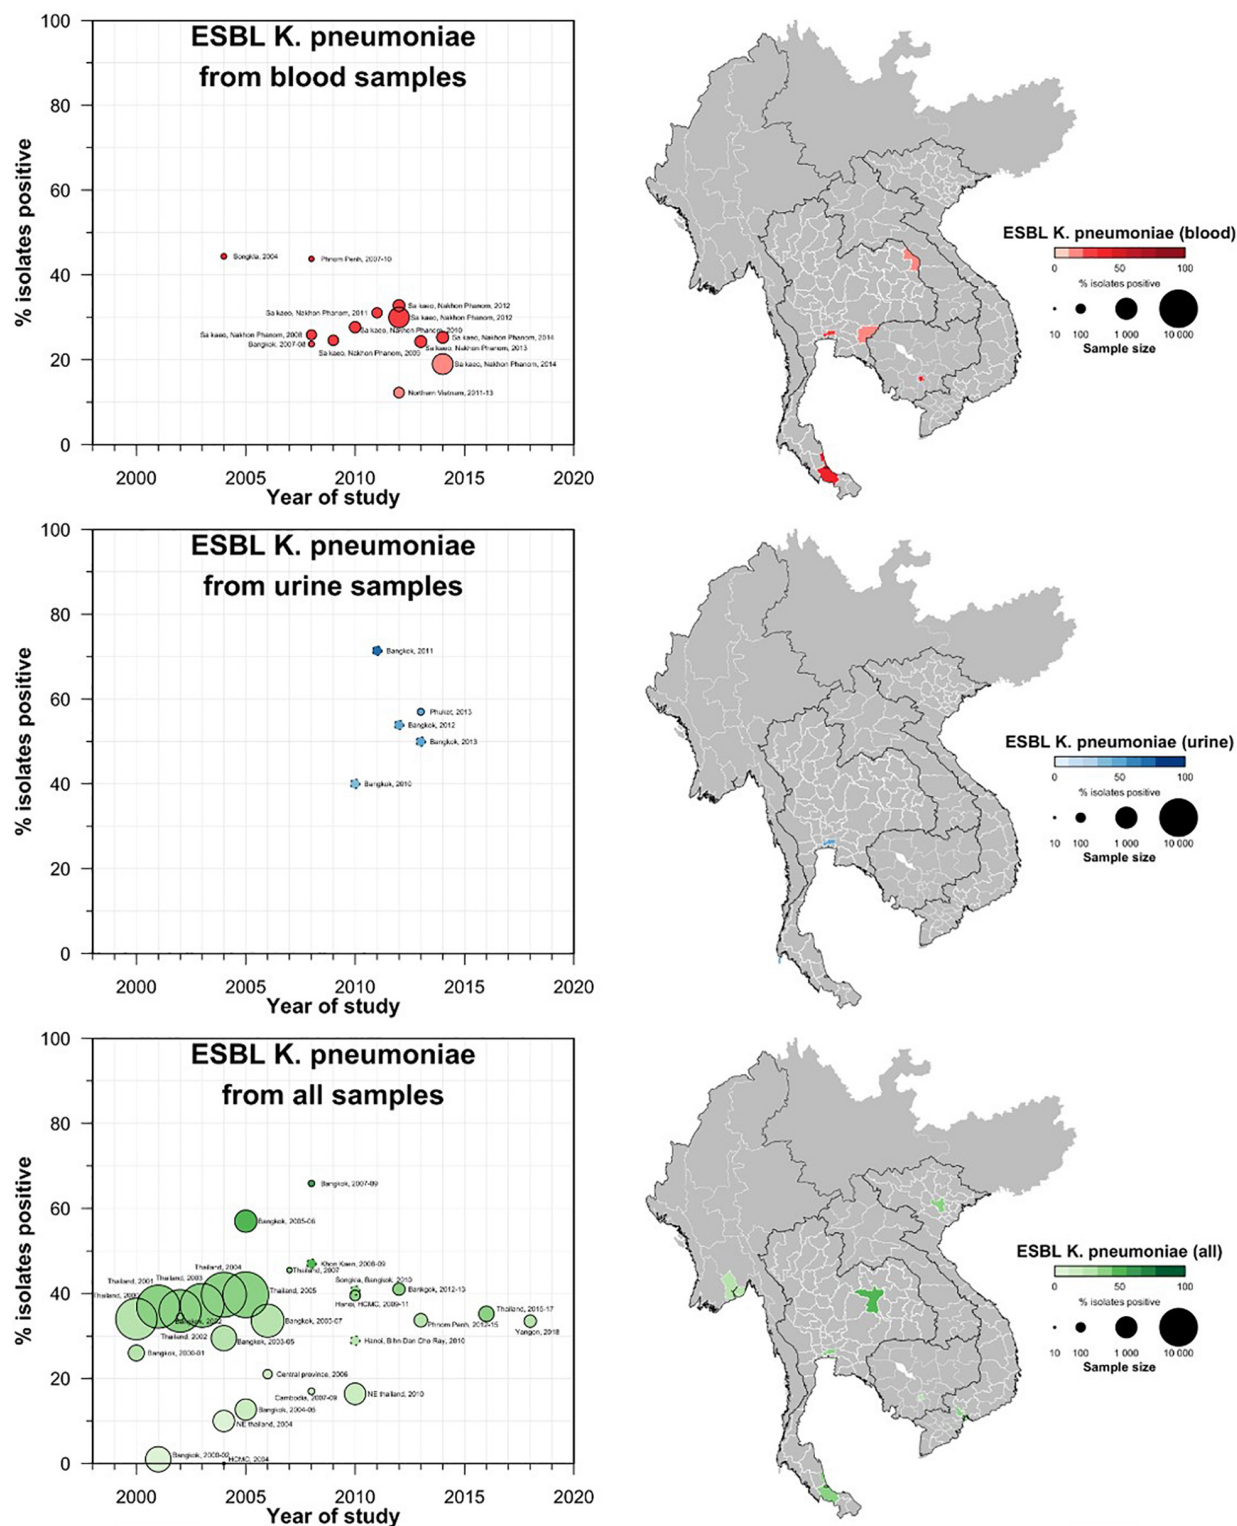 ESBL K. pneumoniae
from blood samples
% isolates positive
100
80
60
40
20
0
Songkla, 2004
Phnom Penh, 2007-10
Sa kaeo, Nakhon Phanom, 2012
Sa kaeo, Nakhon Phanom, 2011
Sa kaeo, Nakhon Phanom, 2012
Sa kaeo, Nakhon Phanom, 2010
Sa kaeo, Nakhon Phanom, 2008
Bangkok, 2007-08
Sa kaeo, Nakhon Phanom, 2014
Sa kaeo, Nakhon Phanom, 2013
Sa kaeo, Nakhon Phanom, 2009
Sa kaeo, Nakhon Phanom, 2014
Northern Vietnam, 2011-13
2000 2005 2010 2015 2020
Year of study
ESBL K. pneumoniae (blood)
0 50 100
% isolates positive
10 100 1 000 10 000
Sample size
ESBL K. pneumoniae
from urine samples
% isolates positive
100
80
60
40
20
0
Bangkok, 2011
Phuket, 2013
Bangkok, 2012
Bangkok, 2013
Bangkok, 2010
2000 2005 2010 2015 2020
Year of study
ESBL K. pneumoniae (urine)
0 50 100
% isolates positive
10 100 1 000 10 000
Sample size
ESBL K. pneumoniae
from all samples
% isolates positive
100
80
60
40
20
0
Bangkok, 2007-09
Bangkok, 2005-06
Khon Kaen, 2008-09
Thailand, 2007
Thailand, 2004
Thailand, 2001
Thailand, 2003
Songkla, Bangkok, 2010
Bangkok, 2012-13
Thailand, 2005
Thailand, 2000
Hanoi, HCMC, 2009-11
Thailand, 2016-17
Bangkok, 2002
Bangkok, 2005-07
Phnom Penh, 2012-15
Yangon, 2018
Thailand, 2002
Bangkok, 2003-05
Hanoi, Bihn Dan Cho Ray, 2010
Bangkok, 2000-01
Central province, 2006
Cambodia, 2007-09
NE thailand, 2010
Bangkok, 2004-06
NE thailand, 2004
Bangkok, 2000-02
HCMC, 2004
2000 2005 2010 2015 2020
Year of study
ESBL K. pneumoniae (all)
0 50 100
% isolates positive
10 100 1 000 10 000
Sample size